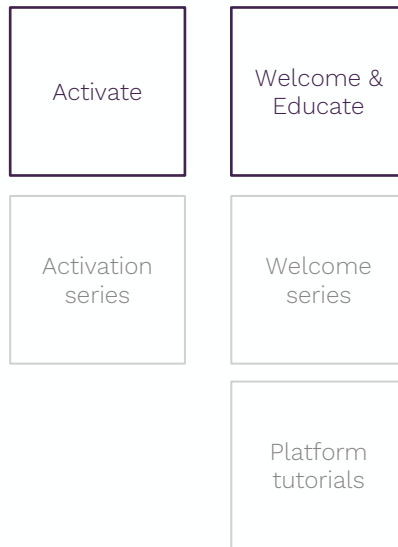 Activate
Welcome &
Educate
Activation
series
Welcome
series
Platform
tutorials